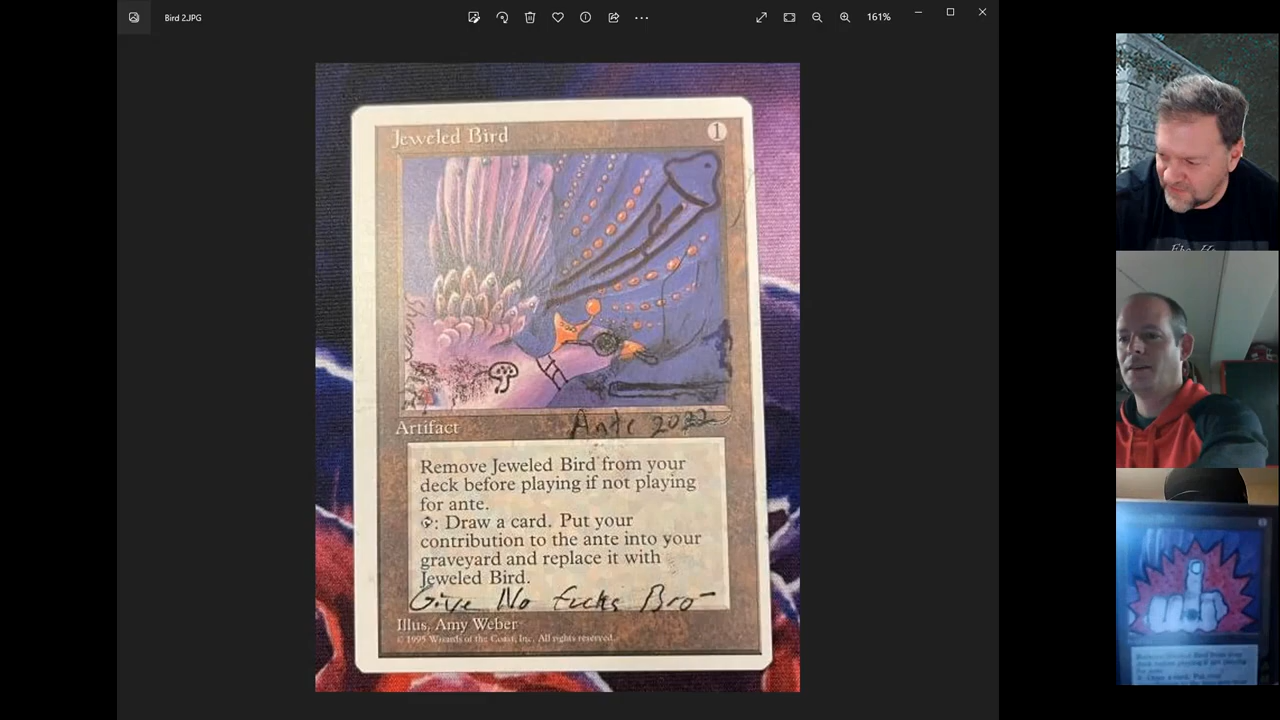 Bird 2.JPG
161%
Jeweled Bird
1
Ante 2022
Artifact
Remove Jeweled Bird from your
deck before playing if not playing
for ante.
: Draw a card. Put your
contribution to the ante into your
graveyard and replace it with
Jeweled Bird.
Give No Fucks Bro-
Illus. Amy Weber
© 1995 Wizards of the Coast, Inc. All rights reserved.